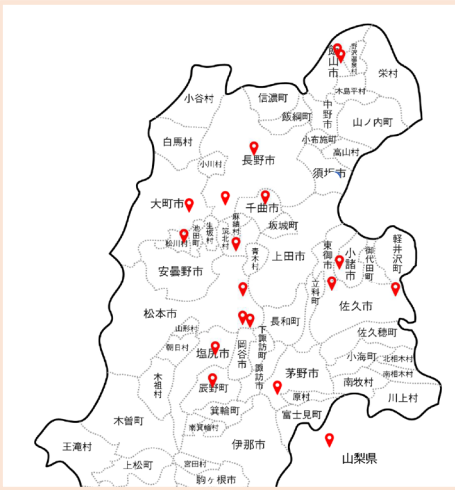 飯山市
野沢温泉村
栄村
小谷村
信濃町
木島平村
飯綱町
中野市
山ノ内町
白馬村
小布施町
高山村
小川村
長野市
大町市
千曲市
麻績村
坂城町
生坂村
池田町
筑北村
松川村
青木村
上田市
東御市
小諸市
御代田町
軽井沢町
安曇野市
立科町
佐久市
松本市
長和町
山形村
下諏訪町
佐久穂町
朝日村
塩尻市
岡谷市
小海町
北相木村
諏訪市
茅野市
南相木村
木祖村
辰野町
原村
南牧村
川上村
箕輪町
富士見町
木曽町
南箕輪村
王滝村
伊那市
上松町
宮田村
山梨県
駒ヶ根市